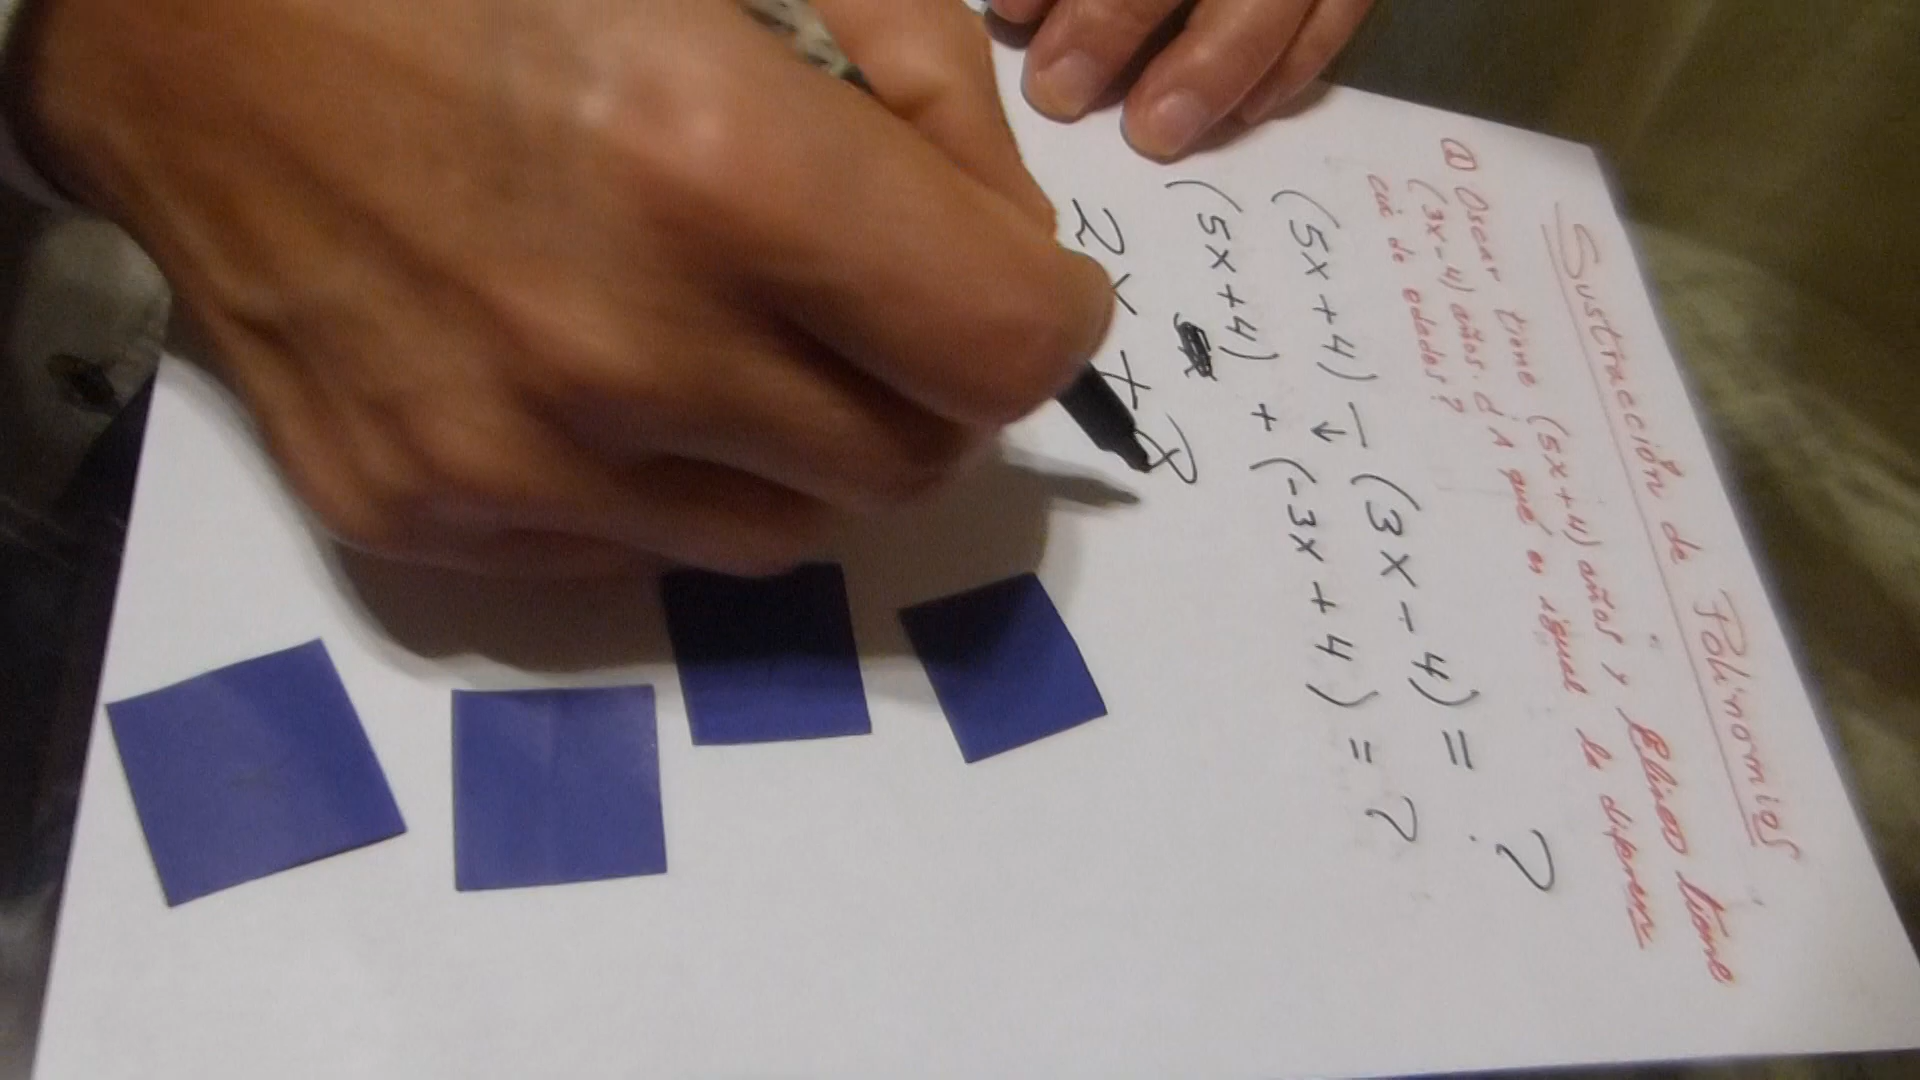 Sustracción de Polinomios
① Oscar tiene (5x+4) años y Eliseo tiene
(3x-4) años. ¿A qué es igual la diferen
cia de edades?
(5x+4) - (3x-4) = ?
(5x+4) + (-3x+4) = ?
2x + 8